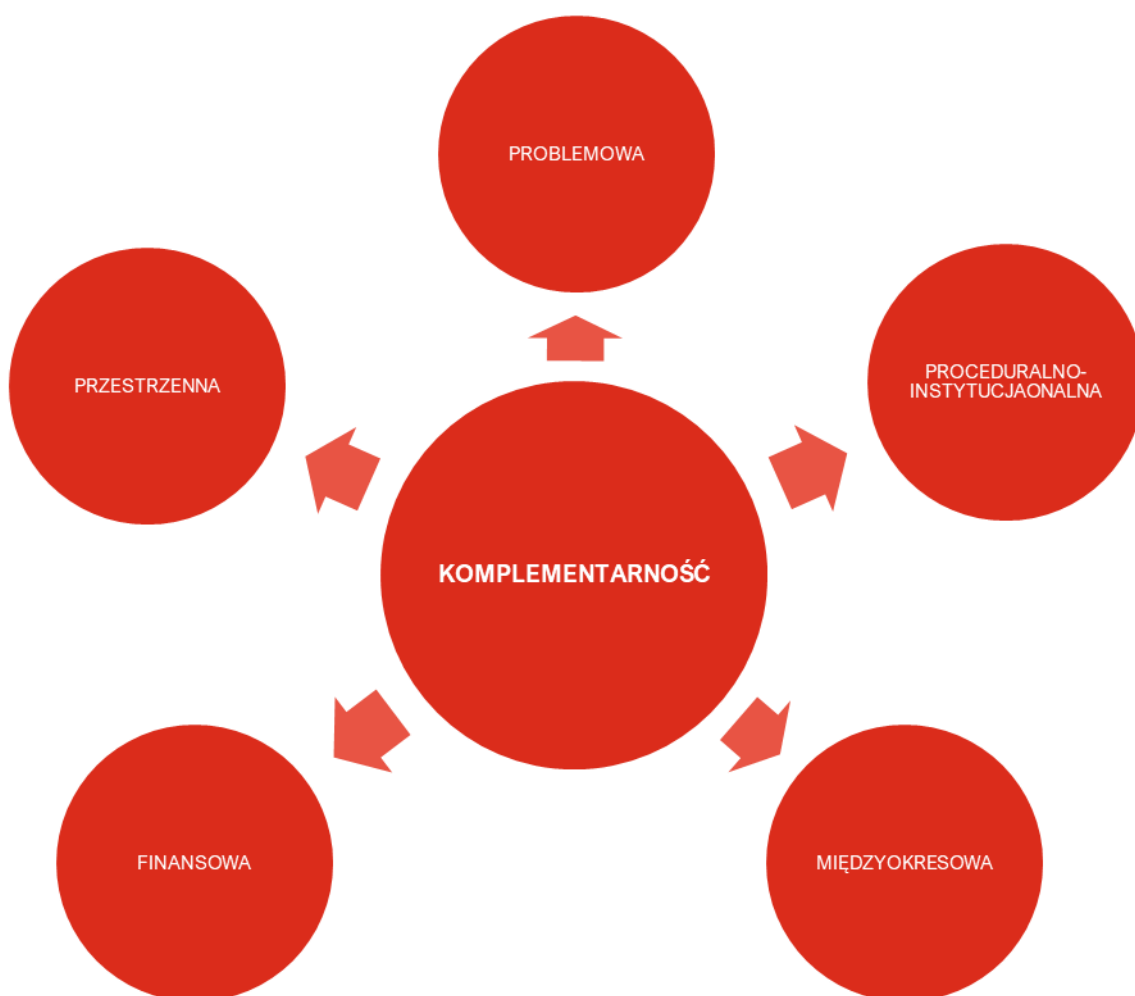 PROBLEMOWA
PRZESTRZENNA
PROCEDURALNO-
INSTYTUCJAONALNA
KOMPLEMENTARNOŚĆ
FINANSOWA
MIĘDZYOKRESOWA